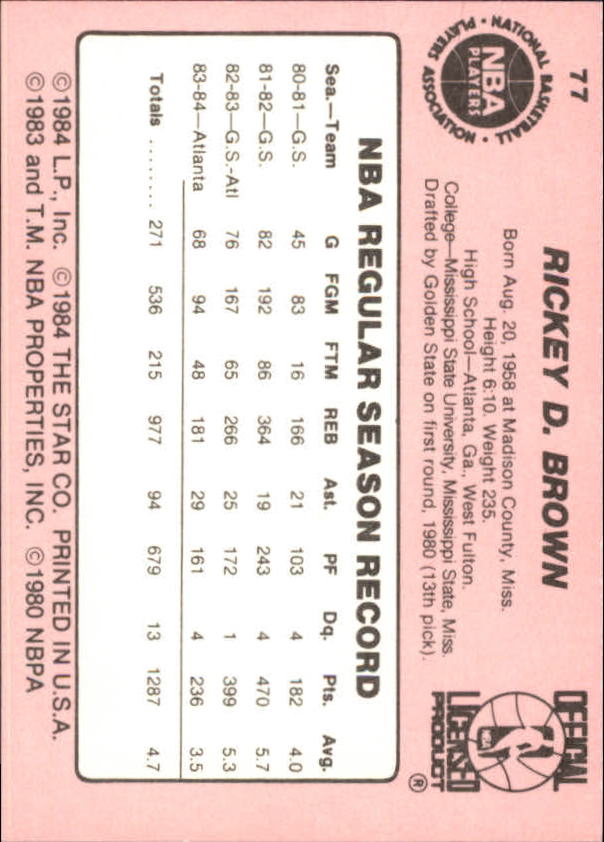 77
NATIONAL BASKETBALL
PLAYERS ASSOCIATION
NBA
PLAYERS
RICKEY D. BROWN
Born Aug. 20, 1958 at Madison County, Miss.
Height 6:10. Weight 235.
High School—Atlanta, Ga., West Fulton.
College—Mississippi State University, Mississippi State, Miss.
Drafted by Golden State on first round, 1980 (13th pick).
OFFICIAL
NBA
LICENSED
PRODUCT
®
NBA REGULAR SEASON RECORD
Sea.—Team G FGM FTM REB Ast. PF Dq. Pts. Avg.
80-81—G.S. 45 83 16 166 21 103 4 182 4.0
81-82—G.S. 82 192 86 364 19 243 4 470 5.7
82-83—G.S.-Atl 76 167 65 266 25 172 1 399 5.3
83-84—Atlanta 68 94 48 181 29 161 4 236 3.5
Totals ........ 271 536 215 977 94 679 13 1287 4.7
©1984 L.P., Inc. ©1984 THE STAR CO. PRINTED IN U.S.A.
©1983 and T.M. NBA PROPERTIES, INC. ©1980 NBPA